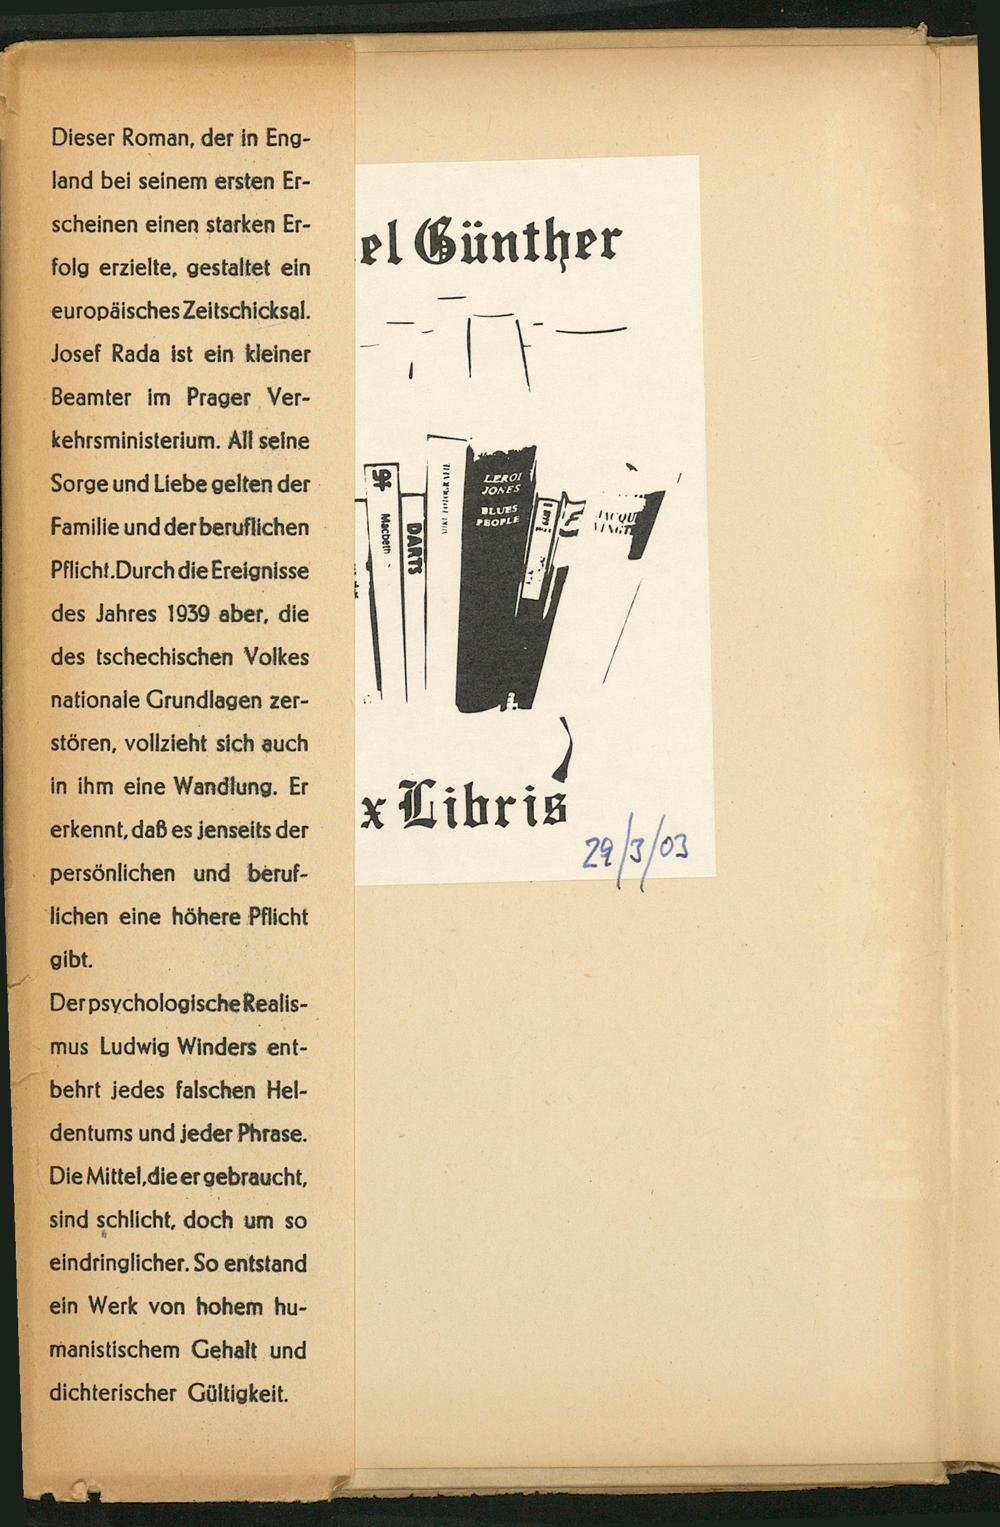 Dieser Roman, der in Eng-
land bei seinem ersten Er-
scheinen einen starken Er-
folg erzielte, gestaltet ein
europäisches Zeitschicksal.
Josef Rada ist ein kleiner
Beamter im Prager Ver-
kehrsministerium. All seine
Sorge und Liebe gelten der
Familie und der beruflichen
Pflicht. Durch die Ereignisse
des Jahres 1939 aber, die
des tschechischen Volkes
nationale Grundlagen zer-
stören, vollzieht sich auch
in ihm eine Wandlung. Er
erkennt, daß es jenseits der
persönlichen und beruf-
lichen eine höhere Pflicht
gibt.
Der psychologische Realis-
mus Ludwig Winders ent-
behrt jedes falschen Hel-
dentums und jeder Phrase.
Die Mittel, die er gebraucht,
sind schlicht, doch um so
eindringlicher. So entstand
ein Werk von hohem hu-
manistischem Gehalt und
dichterischer Gültigkeit.
el Günther
Macbeth
DARTS
LEROI
JONES
BLUES
PEOPLE
JACQU
VINGT
x Libris
29/3/03